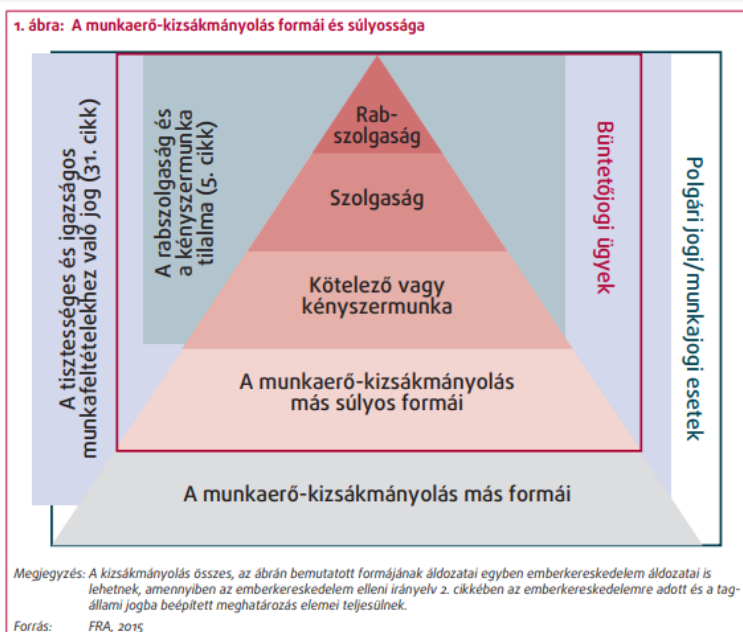 1. ábra: A munkaerő-kizsákmányolás formái és súlyossága
A tisztességes és igazságos
munkafeltételekhez való jog (31. cikk)
A rabszolgaság és
a kényszermunka
tilalma (5. cikk)
Rab-
szolgaság
Szolgaság
Kötelező vagy
kényszermunka
A munkaerő-kizsákmányolás
más súlyos formái
A munkaerő-kizsákmányolás más formái
Büntetőjogi ügyek
Polgári jogi/munkajogi esetek
Megjegyzés: A kizsákmányolás összes, az ábrán bemutatott formájának áldozatai egyben emberkereskedelem áldozatai is
lehetnek, amennyiben az emberkereskedelem elleni irányelv 2. cikkében az emberkereskedelemre adott és a tag-
állami jogba beépített meghatározás elemei teljesülnek.
Forrás: FRA, 2015